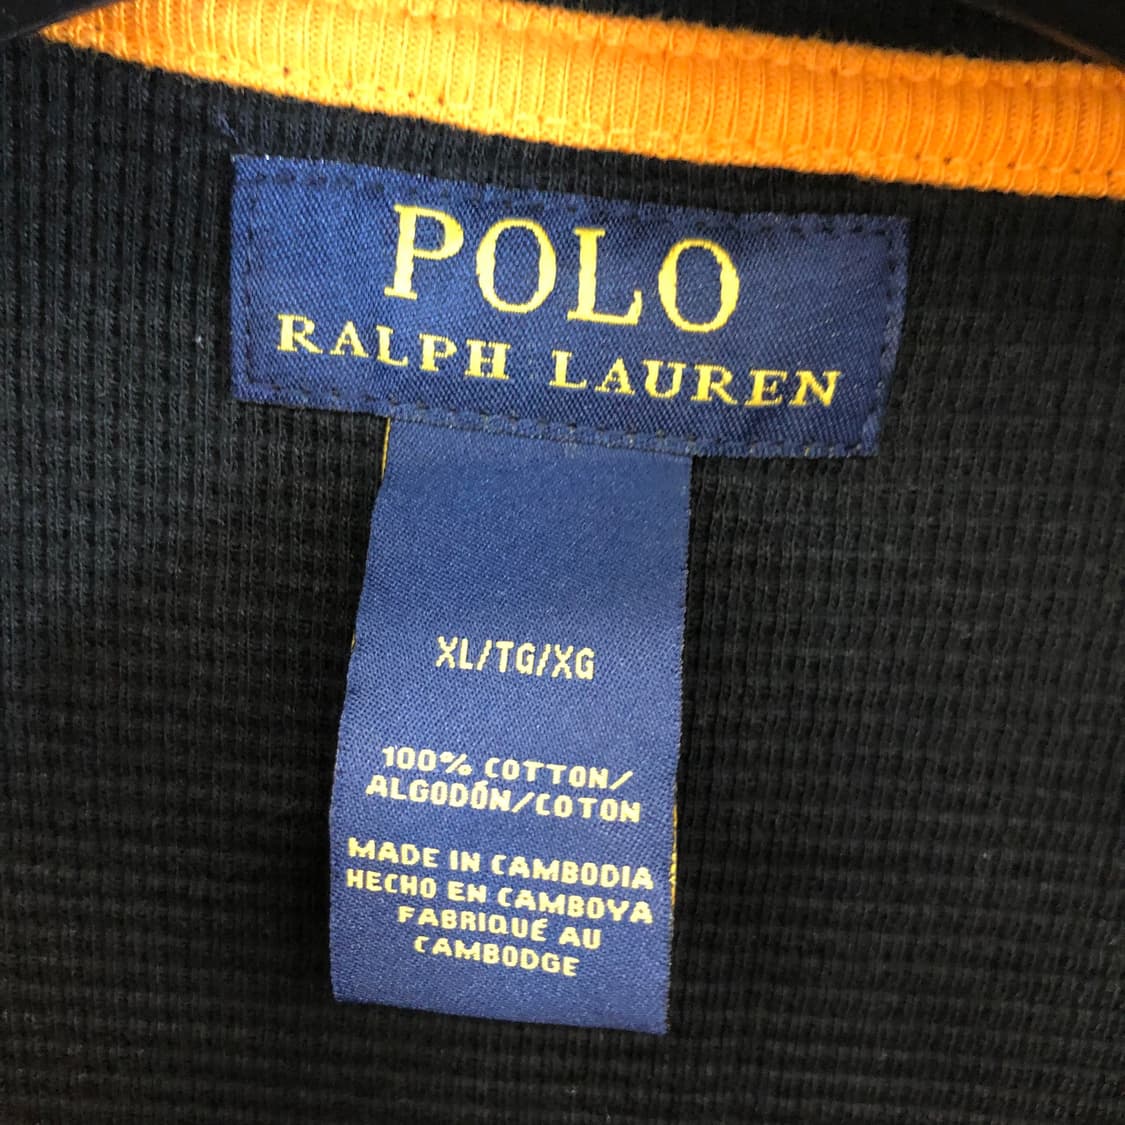 POLO
RALPH LAUREN
XL/TG/XG
100% COTTON/
ALGODÓN/COTON
MADE IN CAMBODIA
HECHO EN CAMBOYA
FABRIQUÉ AU
CAMBODGE